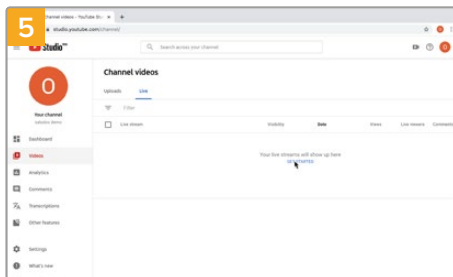 5
Channel videos - YouTube St
studio.youtube.com/channel/
Studio
Search across your channel
O
O
Channel videos
Your channel
Uploads
Live
Filter
Live stream
Visibility
Date
Views
Live viewers
Comments
Your live streams will show up here
GET STARTED
Dashboard
Videos
Analytics
Comments
Transcriptions
Other features
Settings
What's new